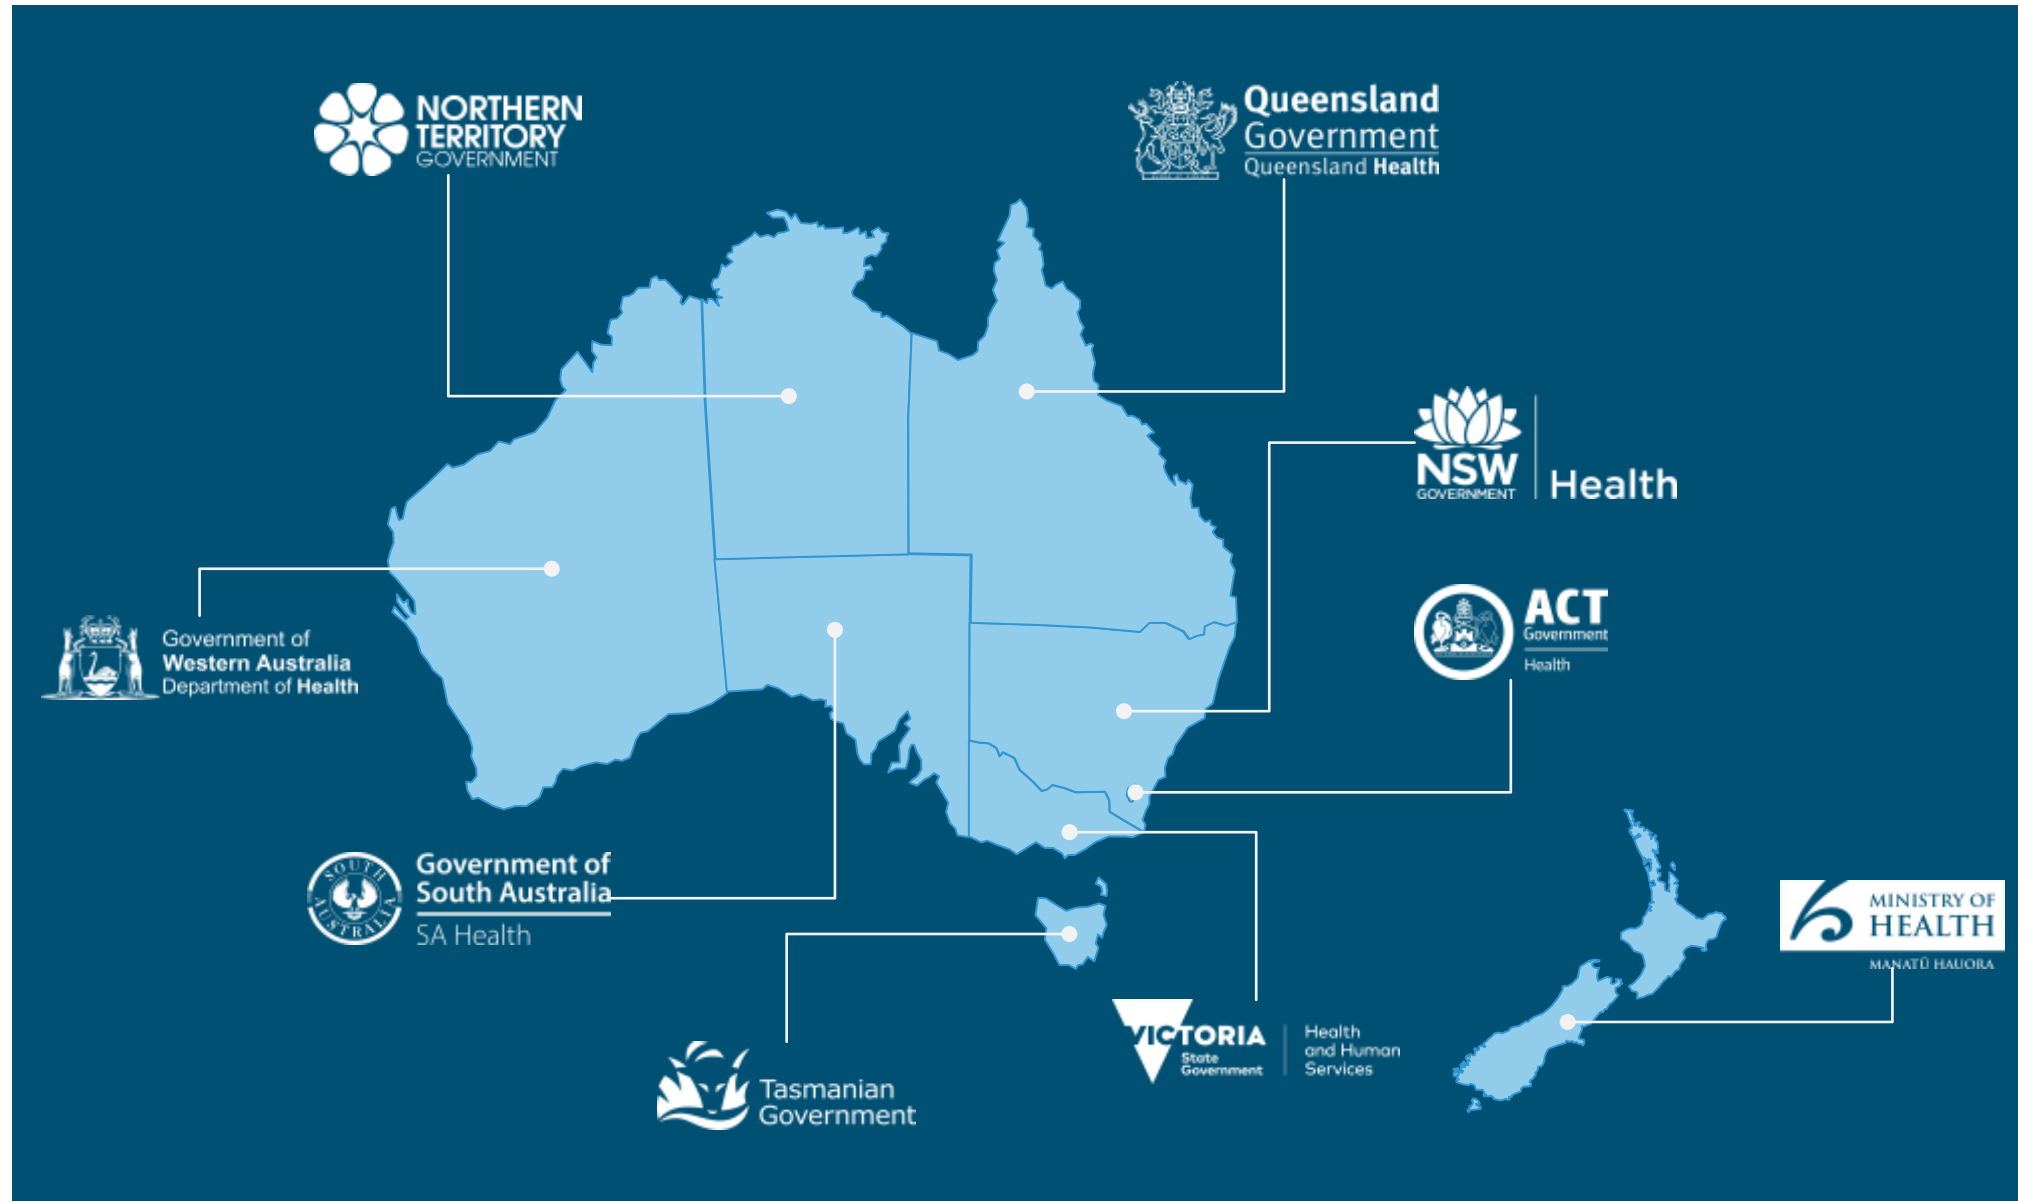 NORTHERN
TERRITORY
GOVERNMENT
Queensland
Government
Queensland Health
NSW
GOVERNMENT
Health
ACT
Government
Health
Government of
Western Australia
Department of Health
SOUTH
AUSTRALIA
Government of
South Australia
SA Health
MINISTRY OF
HEALTH
MANATŪ HAUORA
VICTORIA
State
Government
Health
and Human
Services
Tasmanian
Government